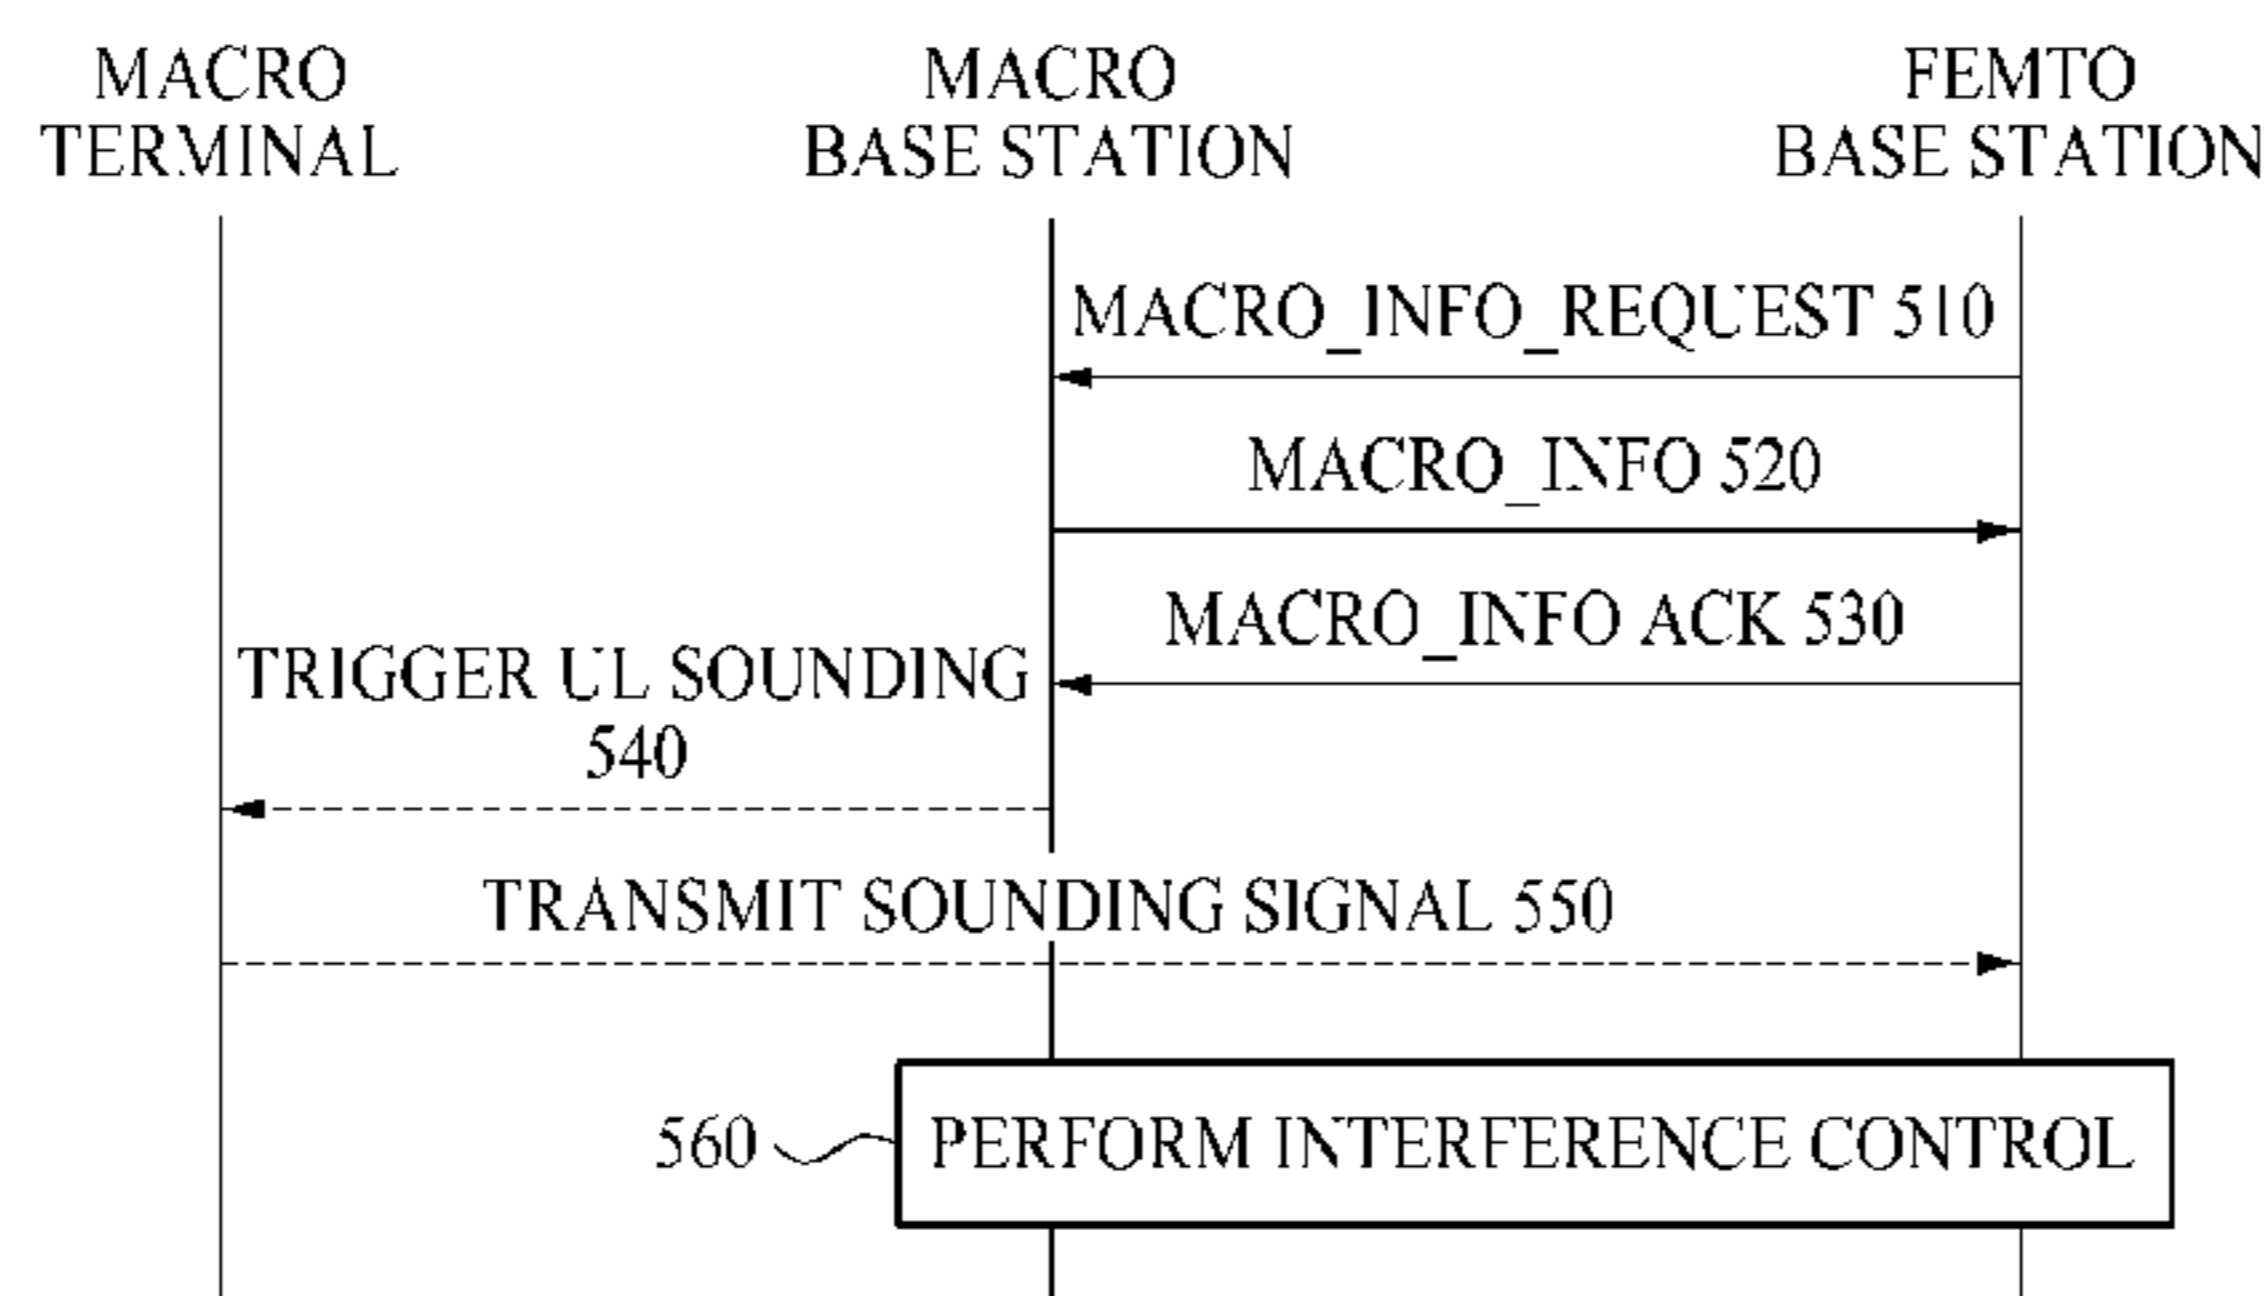 MACRO
TERMINAL
MACRO
BASE STATION
FEMTO
BASE STATION
MACRO_INFO_REQUEST 510
MACRO_INFO 520
MACRO_INFO ACK 530
TRIGGER UL SOUNDING
540
TRANSMIT SOUNDING SIGNAL 550
560
PERFORM INTERFERENCE CONTROL